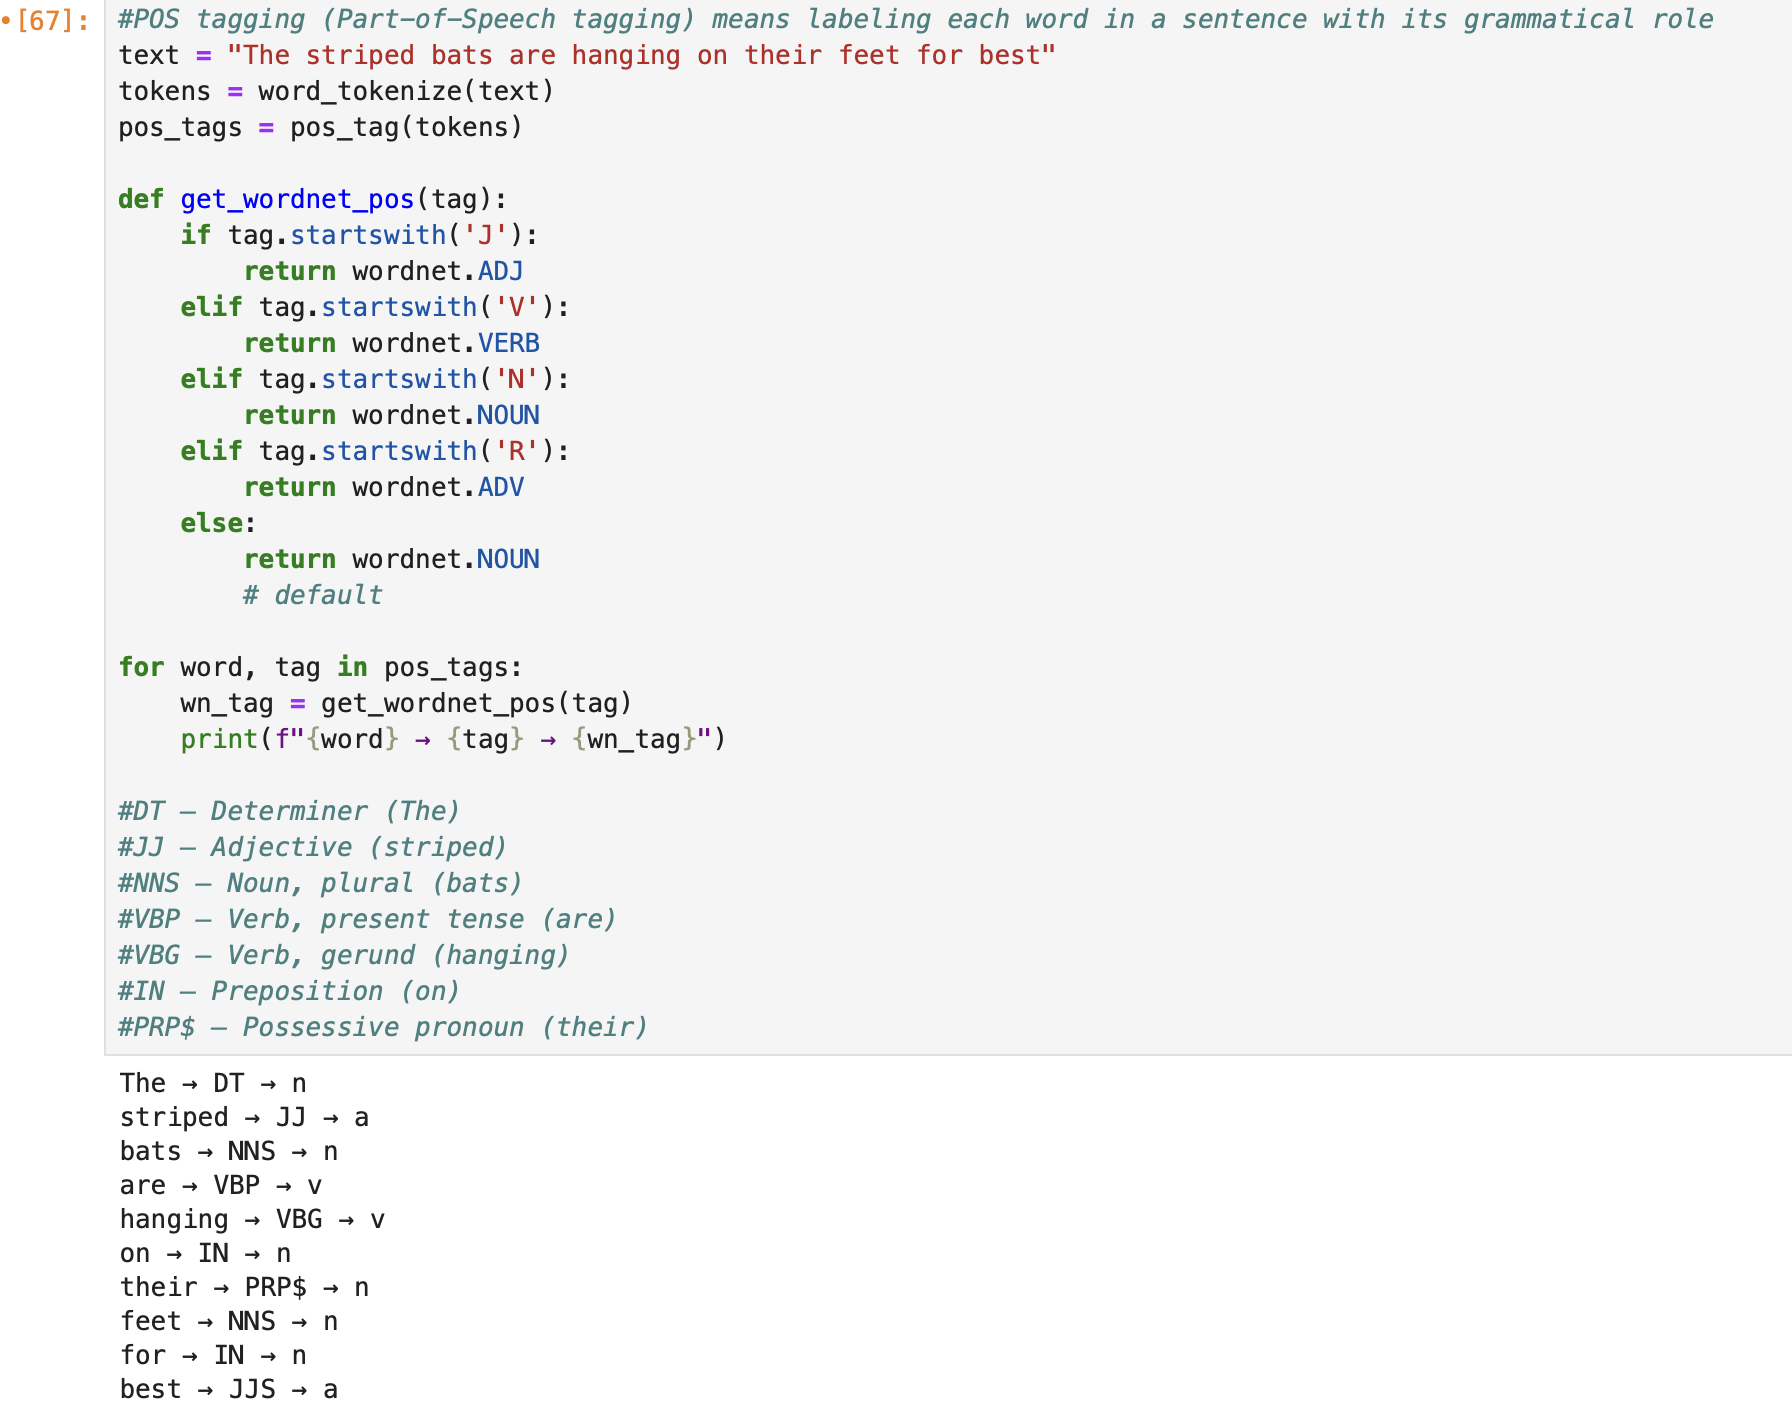 •[67]: #POS tagging (Part-of-Speech tagging) means labeling each word in a sentence with its grammatical role
text = "The striped bats are hanging on their feet for best"
tokens = word_tokenize(text)
pos_tags = pos_tag(tokens)

def get_wordnet_pos(tag):
    if tag.startswith('J'):
        return wordnet.ADJ
    elif tag.startswith('V'):
        return wordnet.VERB
    elif tag.startswith('N'):
        return wordnet.NOUN
    elif tag.startswith('R'):
        return wordnet.ADV
    else:
        return wordnet.NOUN
        # default

for word, tag in pos_tags:
    wn_tag = get_wordnet_pos(tag)
    print(f"{word} → {tag} → {wn_tag}")

#DT – Determiner (The)
#JJ – Adjective (striped)
#NNS – Noun, plural (bats)
#VBP – Verb, present tense (are)
#VBG – Verb, gerund (hanging)
#IN – Preposition (on)
#PRP$ – Possessive pronoun (their)
The → DT → n
striped → JJ → a
bats → NNS → n
are → VBP → v
hanging → VBG → v
on → IN → n
their → PRP$ → n
feet → NNS → n
for → IN → n
best → JJS → a